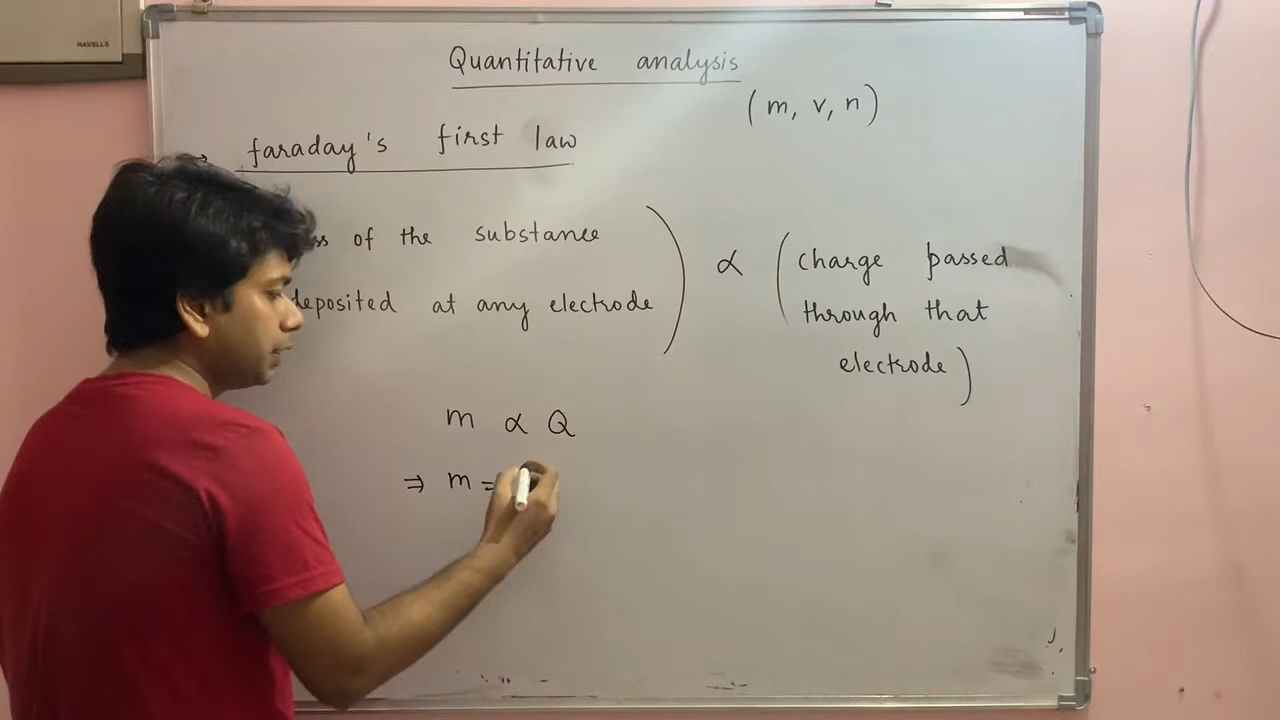 HAVELLS
Quantitative analysis
(m, v, n)
faraday's first law
of the substance
deposited at any electrode)
∝ (charge passed
through that
electrode)
m ∝ Q
⇒ m =